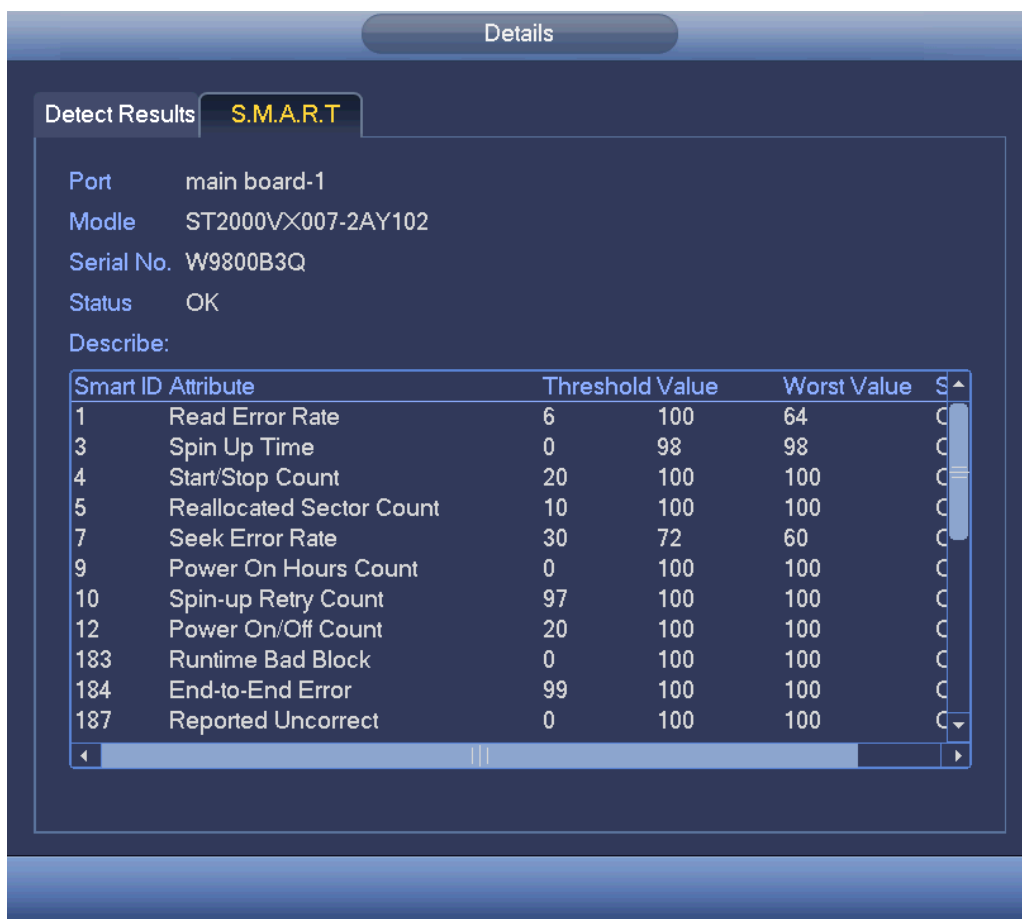 Details
Detect Results S.M.A.R.T
Port main board-1
Modle ST2000VX007-2AY102
Serial No. W9800B3Q
Status OK
Describe:
Smart ID Attribute Threshold Value Worst Value S
1 Read Error Rate 6 100 64
3 Spin Up Time 0 98 98
4 Start/Stop Count 20 100 100
5 Reallocated Sector Count 10 100 100
7 Seek Error Rate 30 72 60
9 Power On Hours Count 0 100 100
10 Spin-up Retry Count 97 100 100
12 Power On/Off Count 20 100 100
183 Runtime Bad Block 0 100 100
184 End-to-End Error 99 100 100
187 Reported Uncorrect 0 100 100